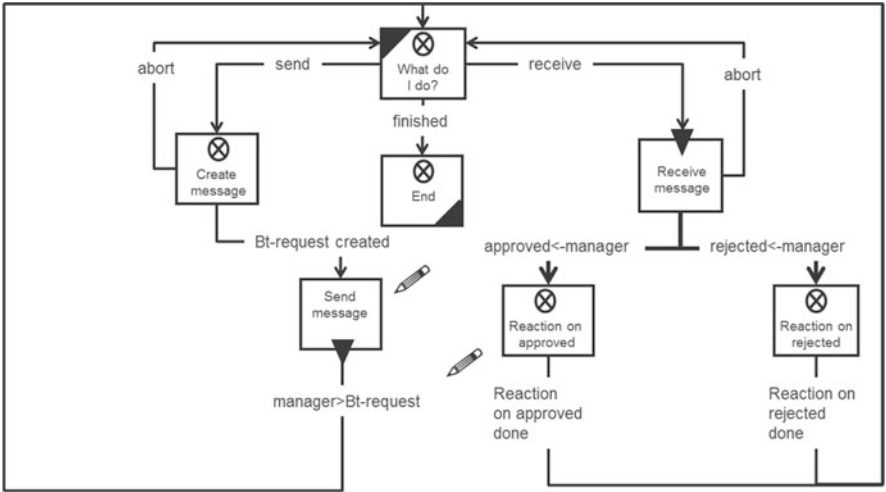 What do
I do?
abort
send
receive
abort
finished
Create
message
End
Receive
message
Bt-request created
approved<-manager
rejected<-manager
Send
message
Reaction on
approved
Reaction on
rejected
manager>Bt-request
Reaction
on approved
done
Reaction on
rejected
done